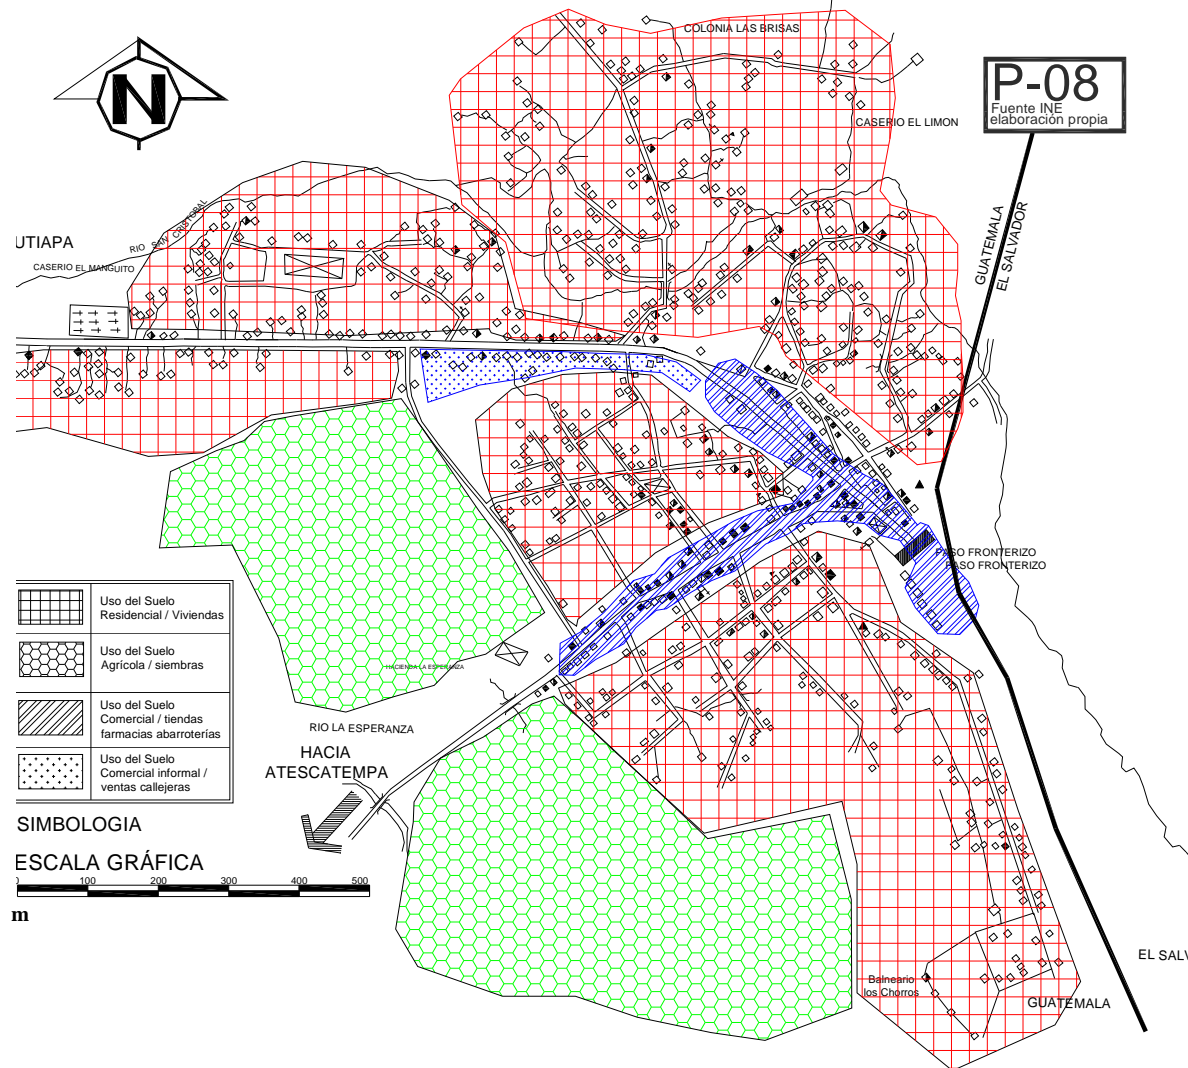 COLONIA LAS BRISAS
N
P-08
Fuente INE
elaboración propia
CASERIO EL LIMON
GUATEMALA
EL SALVADOR
RIO SAN CRISTOBAL
UTIAPA
CASERIO EL MANGUITO
PASO FRONTERIZO
PASO FRONTERIZO
Uso del Suelo
Residencial / Viviendas
Uso del Suelo
Agrícola / siembras
Uso del Suelo
Comercial / tiendas
farmacias abarroterías
Uso del Suelo
Comercial informal /
ventas callejeras
HACIENDA LA ESPERANZA
RIO LA ESPERANZA
HACIA
ATESCATEMPA
SIMBOLOGIA
ESCALA GRÁFICA
0 100 200 300 400 500
m
EL SALV
Balneario
los Chorros
GUATEMALA